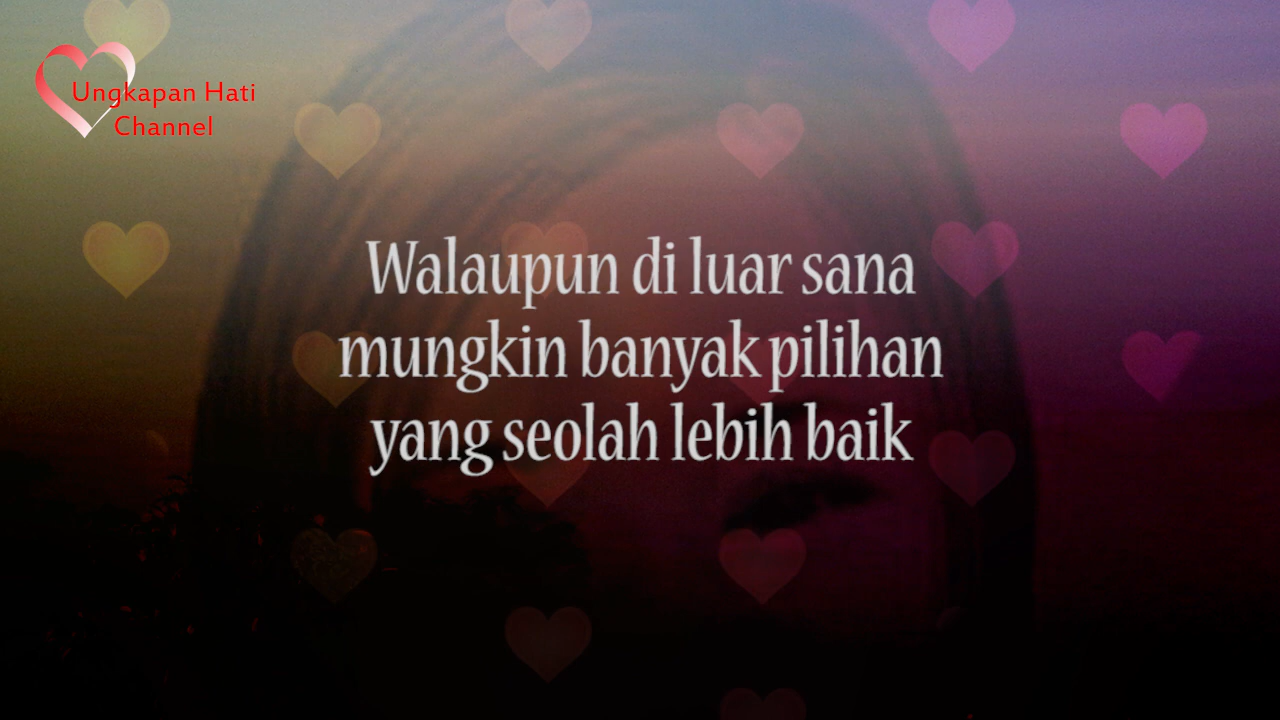 Ungkapan Hati
Channel
Walaupun di luar sana
mungkin banyak pilihan
yang seolah lebih baik